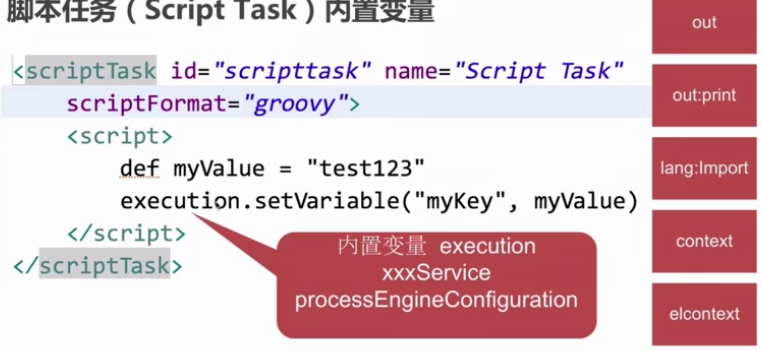 脚本任务（Script Task）内置变量
<scriptTask id="scripttask" name="Script Task"
scriptFormat="groovy">
<script>
def myValue = "test123"
execution.setVariable("myKey", myValue)
</script>
</scriptTask>
内置变量 execution
xxxService
processEngineConfiguration
out
out:print
lang:Import
context
elcontext